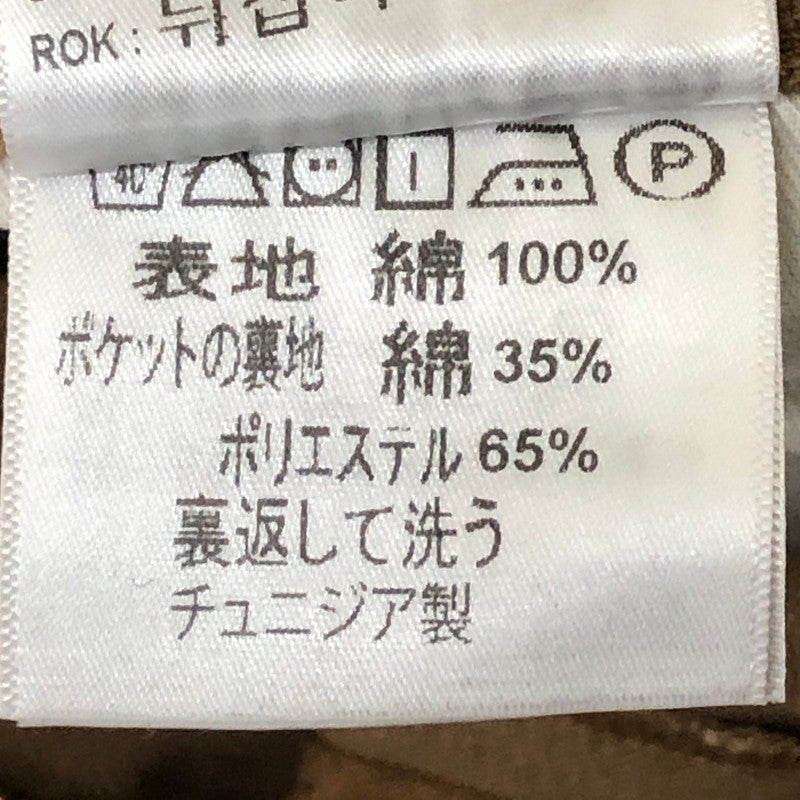 ROK :
40° P
表地 綿 100%
ポケットの裏地 綿 35%
ポリエステル 65%
裏返して洗う
チュニジア製